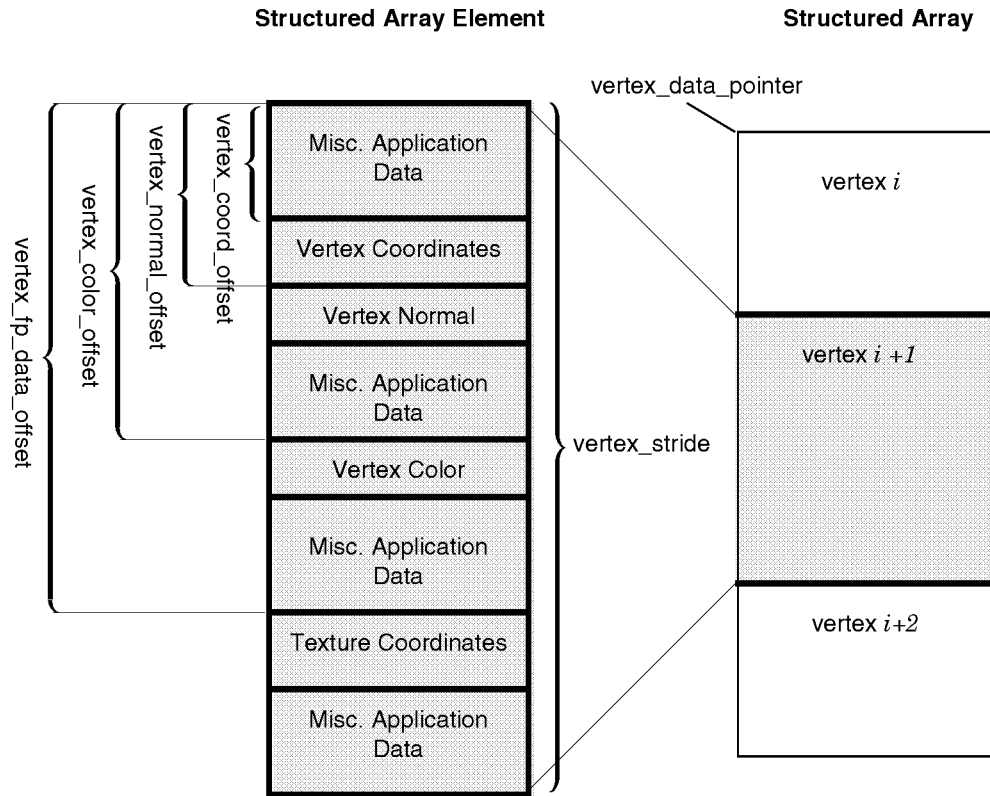 Structured Array Element
Structured Array
vertex_data_pointer
vertex_fp_data_offset
vertex_color_offset
vertex_normal_offset
vertex_coord_offset
Misc. Application
Data
Vertex Coordinates
Vertex Normal
Misc. Application
Data
Vertex Color
Misc. Application
Data
Texture Coordinates
Misc. Application
Data
vertex_stride
vertex i
vertex i +1
vertex i+2